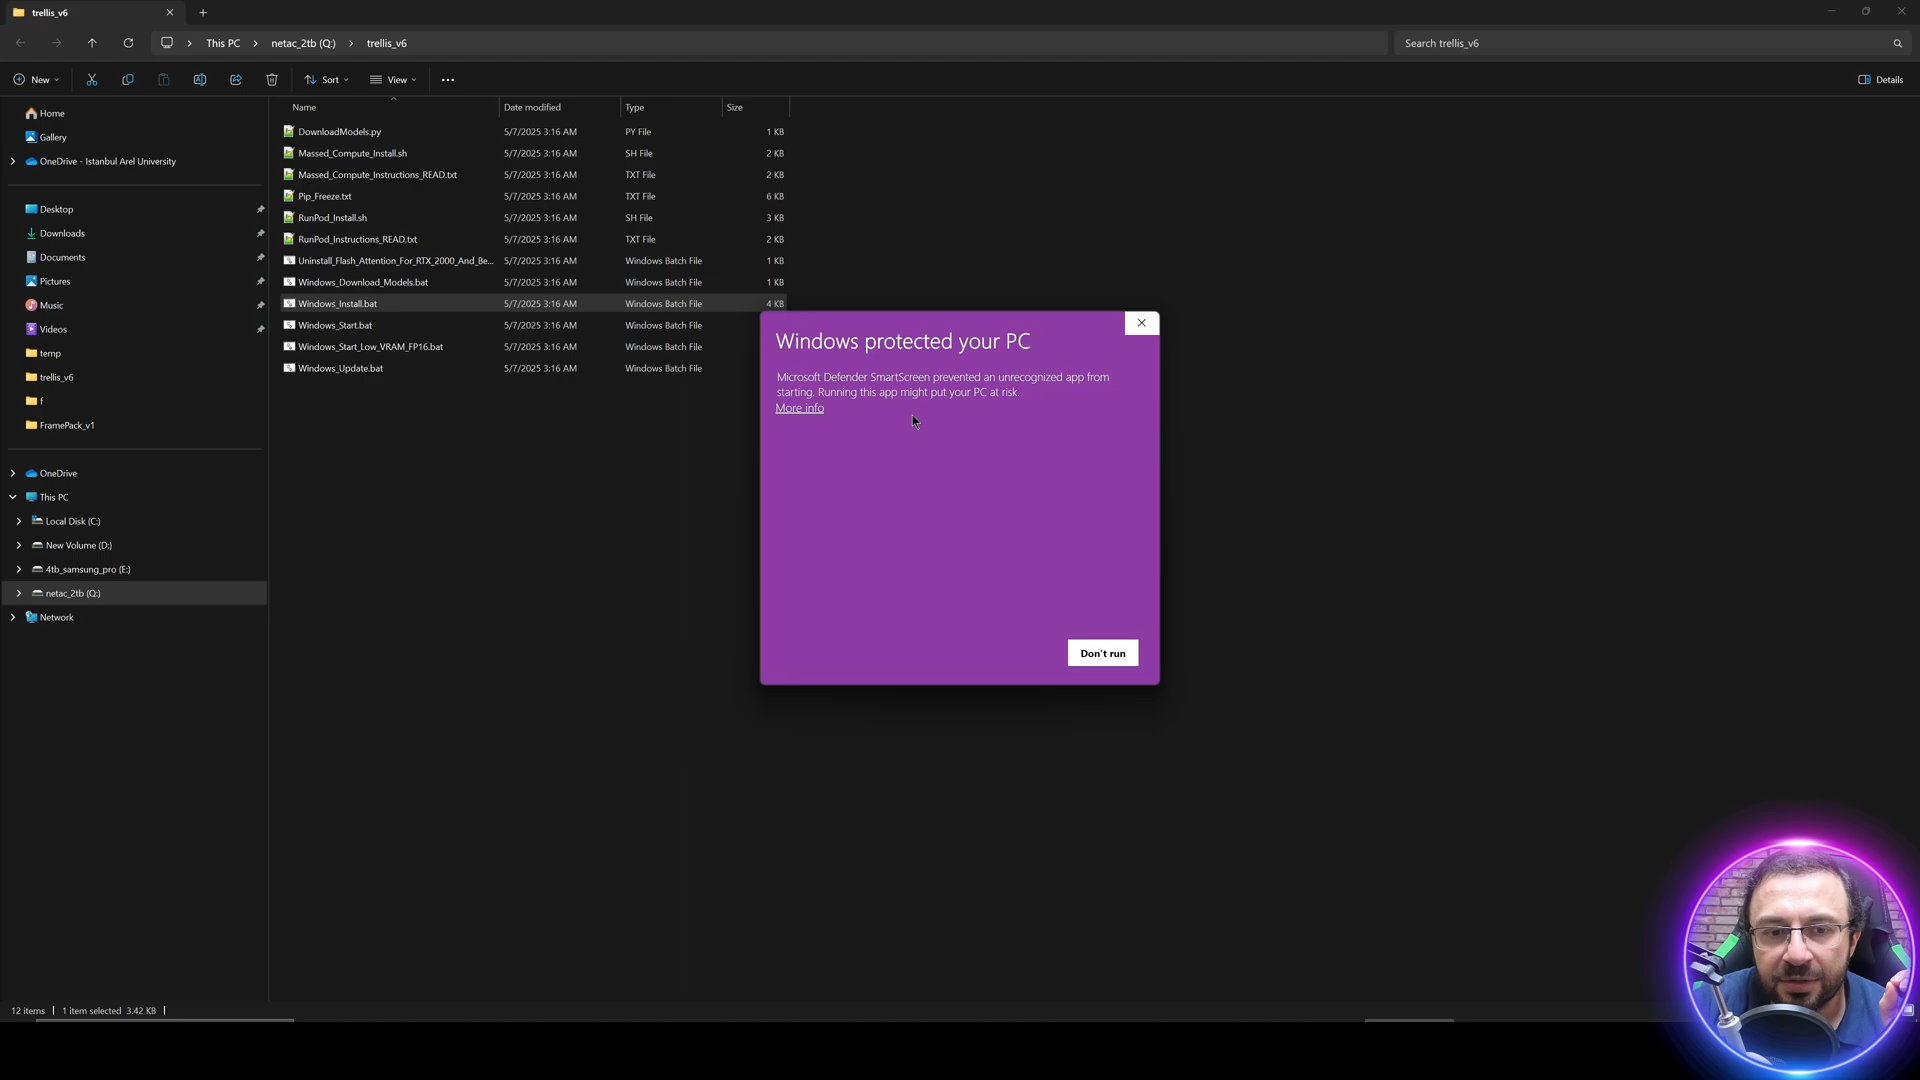 trellis_v6
This PC
netac_2tb (Q:)
trellis_v6
Search trellis_v6
New
Sort
View
Details
Name
Date modified
Type
Size
DownloadModels.py 5/7/2025 3:16 AM PY File 1 KB
Massed_Compute_Install.sh 5/7/2025 3:16 AM SH File 2 KB
Massed_Compute_Instructions_READ.txt 5/7/2025 3:16 AM TXT File 2 KB
Pip_Freeze.txt 5/7/2025 3:16 AM TXT File 6 KB
RunPod_Install.sh 5/7/2025 3:16 AM SH File 3 KB
RunPod_Instructions_READ.txt 5/7/2025 3:16 AM TXT File 2 KB
Uninstall_Flash_Attention_For_RTX_2000_And_Be... 5/7/2025 3:16 AM Windows Batch File 1 KB
Windows_Download_Models.bat 5/7/2025 3:16 AM Windows Batch File 1 KB
Windows_Install.bat 5/7/2025 3:16 AM Windows Batch File 4 KB
Windows_Start.bat 5/7/2025 3:16 AM Windows Batch File
Windows_Start_Low_VRAM_FP16.bat 5/7/2025 3:16 AM Windows Batch File
Windows_Update.bat 5/7/2025 3:16 AM Windows Batch File
Home
Gallery
OneDrive - Istanbul Arel University
Desktop
Downloads
Documents
Pictures
Music
Videos
temp
trellis_v6
f
FramePack_v1
OneDrive
This PC
Local Disk (C:)
New Volume (D:)
4tb_samsung_pro (E:)
netac_2tb (Q:)
Network
Windows protected your PC
Microsoft Defender SmartScreen prevented an unrecognized app from
starting. Running this app might put your PC at risk.
More info
Don't run
12 items
1 item selected 3.42 KB